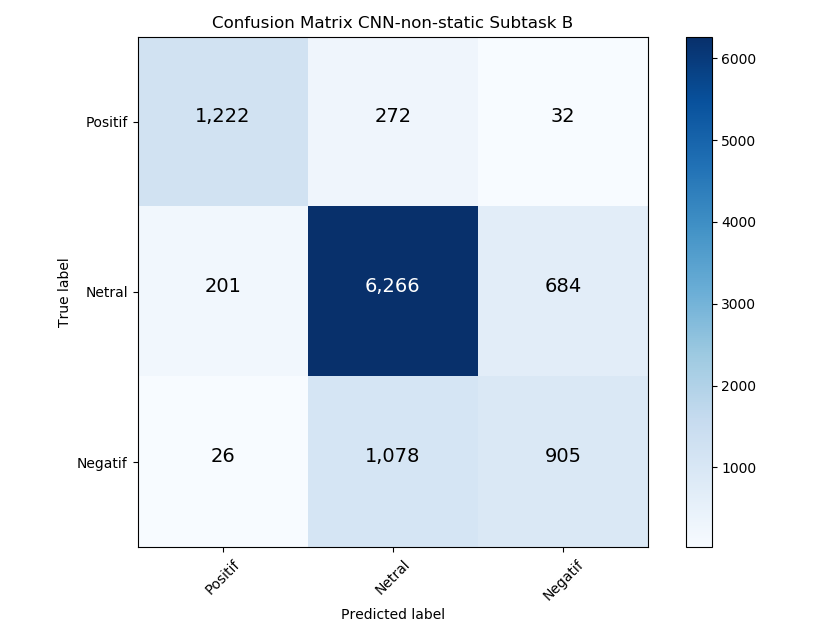 Confusion Matrix CNN-non-static Subtask B
True label
Positif
1,222 272 32
Netral
201 6,266 684
Negatif
26 1,078 905
Positif Netral Negatif
Predicted label
6000
5000
4000
3000
2000
1000